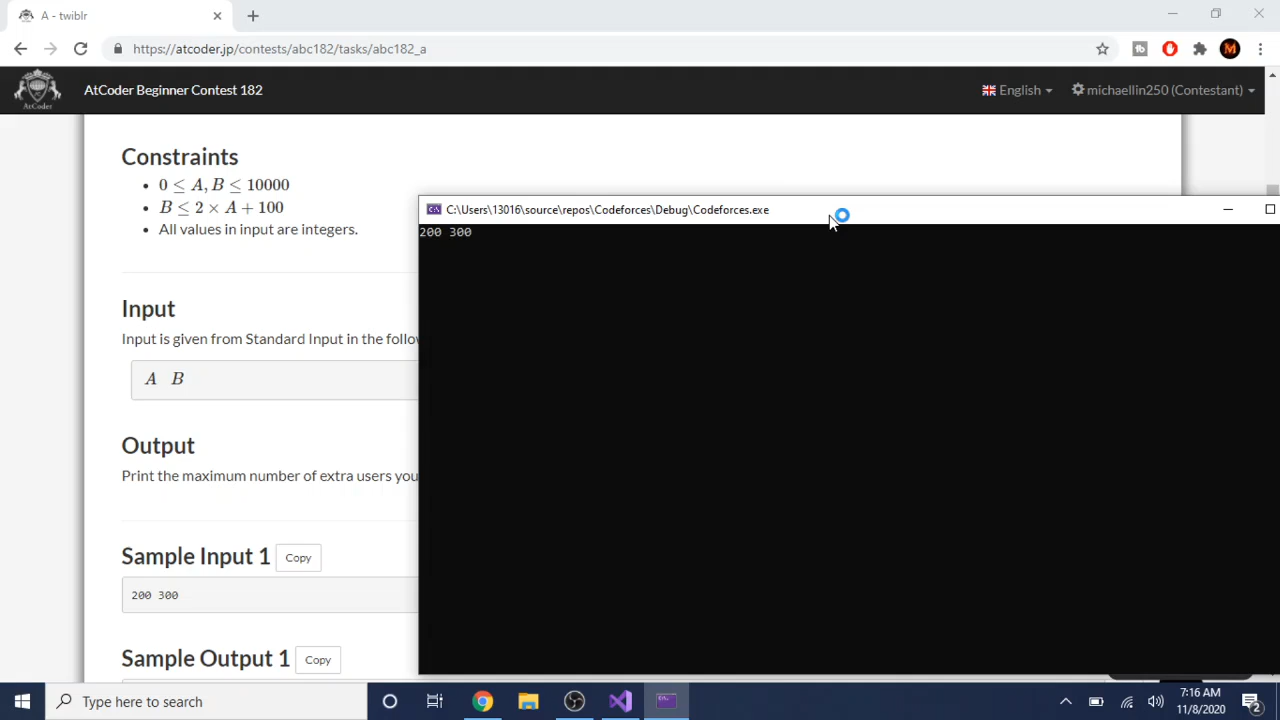 A - twiblr
https://atcoder.jp/contests/abc182/tasks/abc182_a
M
AtCoder
AtCoder Beginner Contest 182
English
michaellin250 (Contestant)
Constraints
0 ≤ A, B ≤ 10000
B ≤ 2 × A + 100
All values in input are integers.
C:\Users\13016\source\repos\Codeforces\Debug\Codeforces.exe
200 300
Input
Input is given from Standard Input in the follow
A B
Output
Print the maximum number of extra users you
Sample Input 1
Copy
200 300
Sample Output 1
Copy
Type here to search
7:16 AM
11/8/2020
2